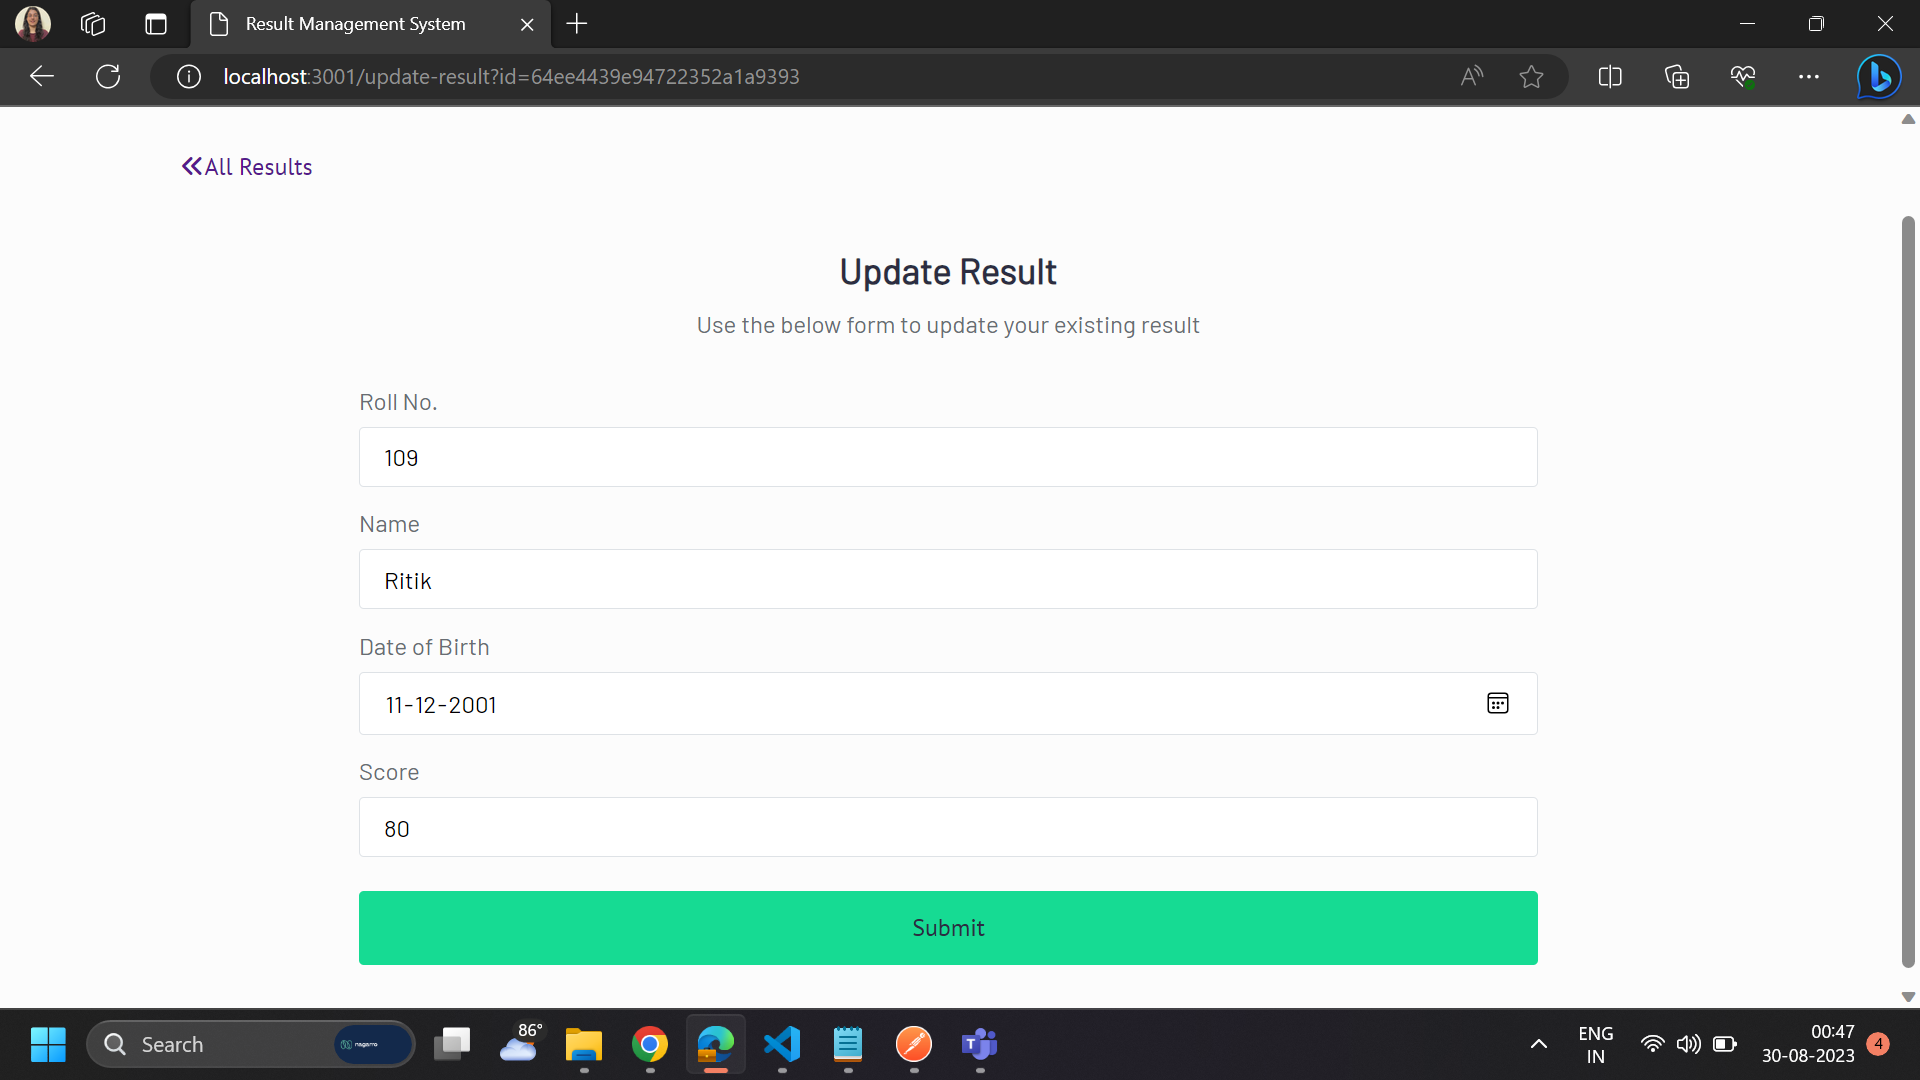 Result Management System
localhost:3001/update-result?id=64ee4439e94722352a1a9393
All Results
Update Result
Use the below form to update your existing result
Roll No.
109
Name
Ritik
Date of Birth
11-12-2001
Score
80
Submit
Search
nagarro
86°
ENG
IN
00:47
30-08-2023
4